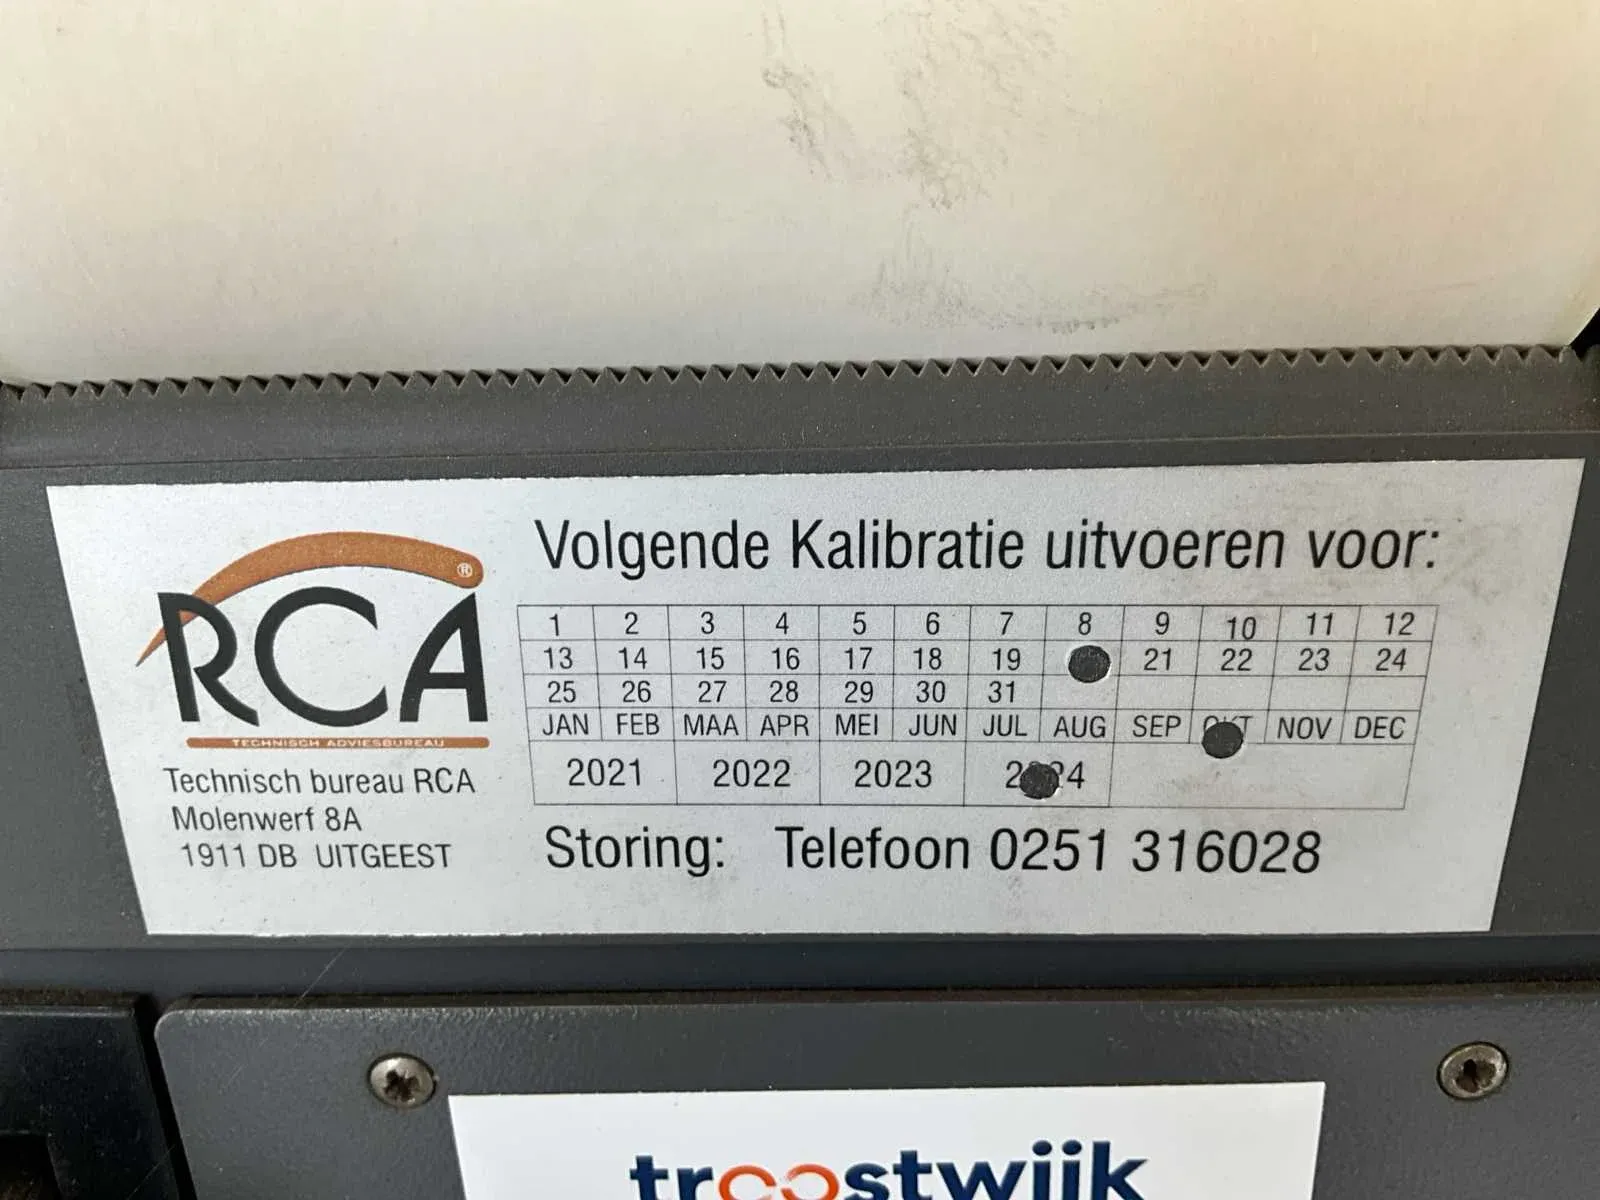 Volgende Kalibratie uitvoeren voor:
RCA®
TECHNISCH ADVIESBUREAU
Technisch bureau RCA
Molenwerf 8A
1911 DB UITGEEST
1 2 3 4 5 6 7 8 9 10 11 12
13 14 15 16 17 18 19 21 22 23 24
25 26 27 28 29 30 31
JAN FEB MAA APR MEI JUN JUL AUG SEP OKT NOV DEC
2021 2022 2023 2024
Storing: Telefoon 0251 316028
troostwijk